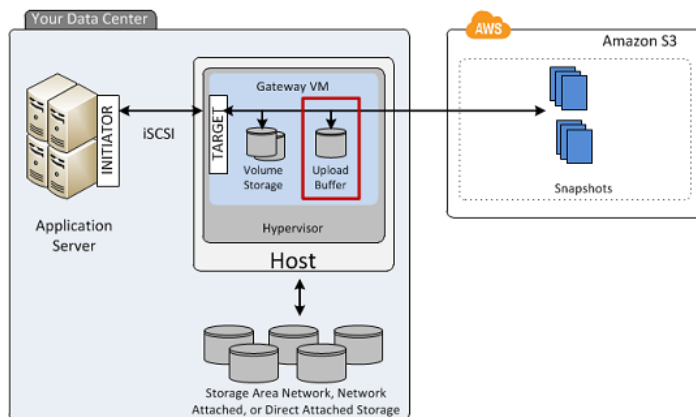 Your Data Center
AWS
Amazon S3
Gateway VM
INITIATOR
iSCSI
TARGET
Volume
Storage
Upload
Buffer
Snapshots
Application
Server
Hypervisor
Host
Storage Area Network, Network
Attached, or Direct Attached Storage